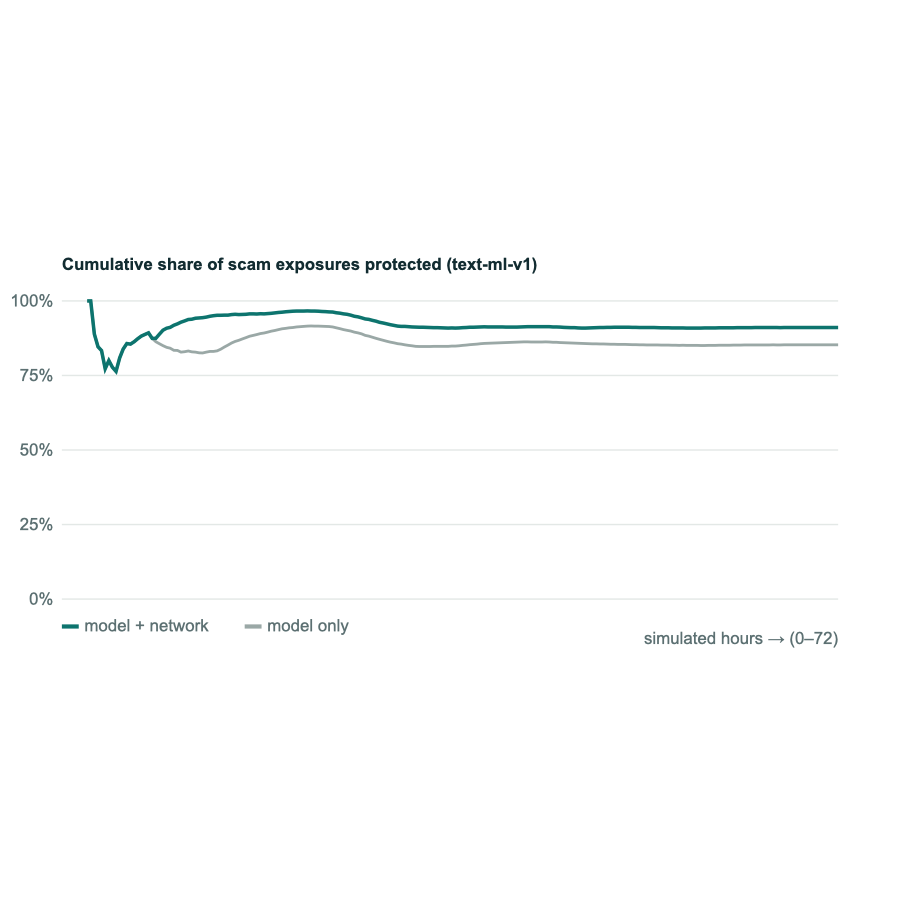 Cumulative share of scam exposures protected (text-ml-v1)
100%
75%
50%
25%
0%
model + network model only
simulated hours → (0–72)